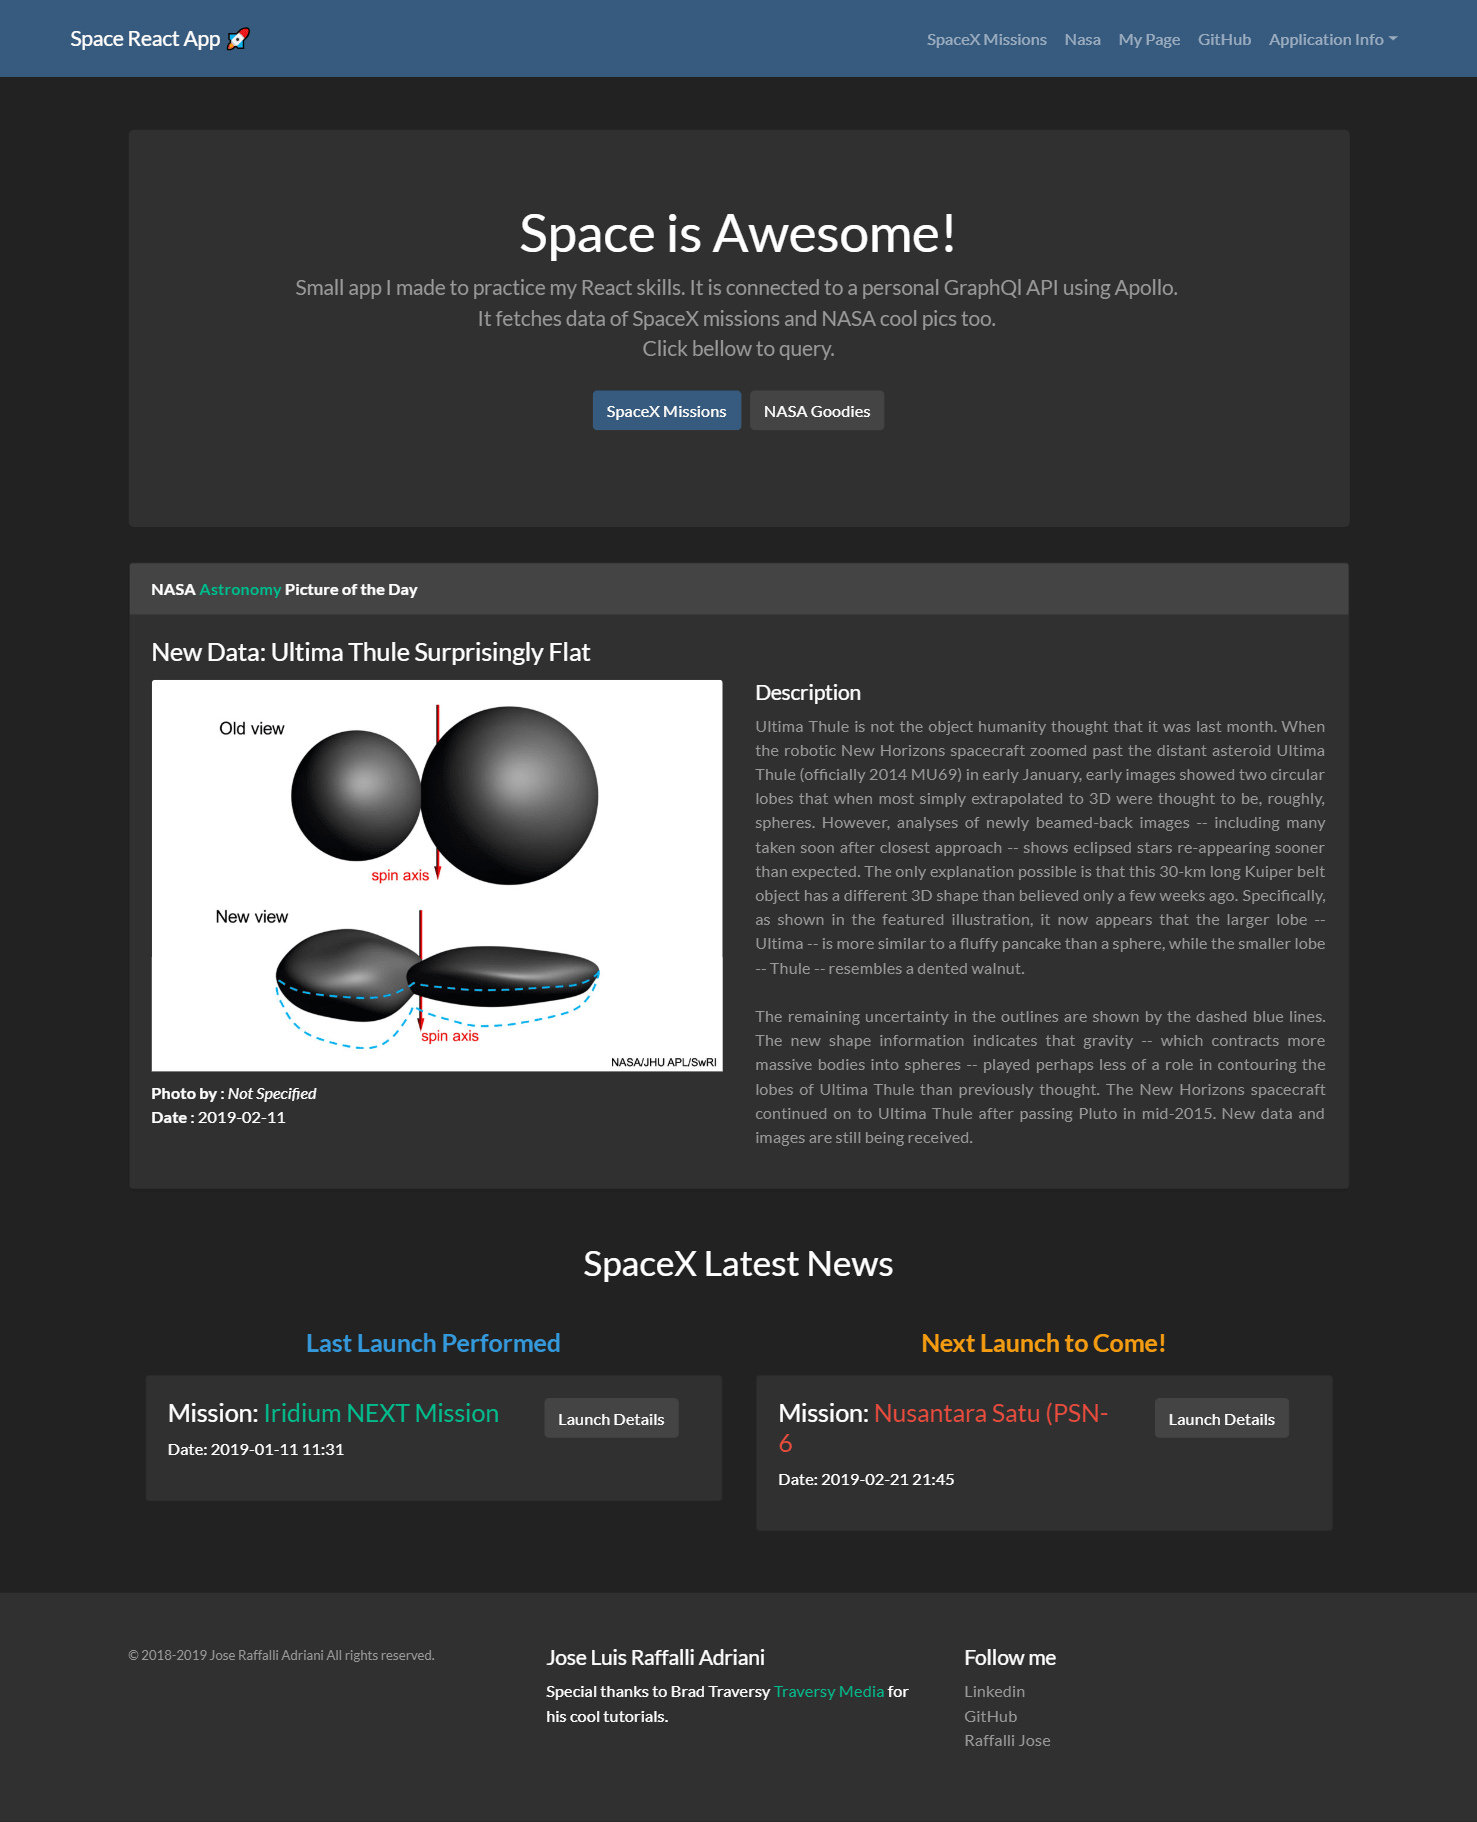 Space React App
SpaceX Missions Nasa My Page GitHub Application Info
Space is Awesome!
Small app I made to practice my React skills. It is connected to a personal GraphQl API using Apollo.
It fetches data of SpaceX missions and NASA cool pics too.
Click bellow to query.
SpaceX Missions NASA Goodies
NASA Astronomy Picture of the Day
New Data: Ultima Thule Surprisingly Flat
Old view
spin axis
New view
spin axis
NASA/JHU APL/SwRI
Photo by : Not Specified
Date : 2019-02-11
Description
Ultima Thule is not the object humanity thought that it was last month. When
the robotic New Horizons spacecraft zoomed past the distant asteroid Ultima
Thule (officially 2014 MU69) in early January, early images showed two circular
lobes that when most simply extrapolated to 3D were thought to be, roughly,
spheres. However, analyses of newly beamed-back images -- including many
taken soon after closest approach -- shows eclipsed stars re-appearing sooner
than expected. The only explanation possible is that this 30-km long Kuiper belt
object has a different 3D shape than believed only a few weeks ago. Specifically,
as shown in the featured illustration, it now appears that the larger lobe --
Ultima -- is more similar to a fluffy pancake than a sphere, while the smaller lobe
-- Thule -- resembles a dented walnut.
The remaining uncertainty in the outlines are shown by the dashed blue lines.
The new shape information indicates that gravity -- which contracts more
massive bodies into spheres -- played perhaps less of a role in contouring the
lobes of Ultima Thule than previously thought. The New Horizons spacecraft
continued on to Ultima Thule after passing Pluto in mid-2015. New data and
images are still being received.
SpaceX Latest News
Last Launch Performed
Mission: Iridium NEXT Mission
Launch Details
Date: 2019-01-11 11:31
Next Launch to Come!
Mission: Nusantara Satu (PSN-
6
Launch Details
Date: 2019-02-21 21:45
© 2018-2019 Jose Raffalli Adriani All rights reserved.
Jose Luis Raffalli Adriani
Special thanks to Brad Traversy Traversy Media for
his cool tutorials.
Follow me
Linkedin
GitHub
Raffalli Jose